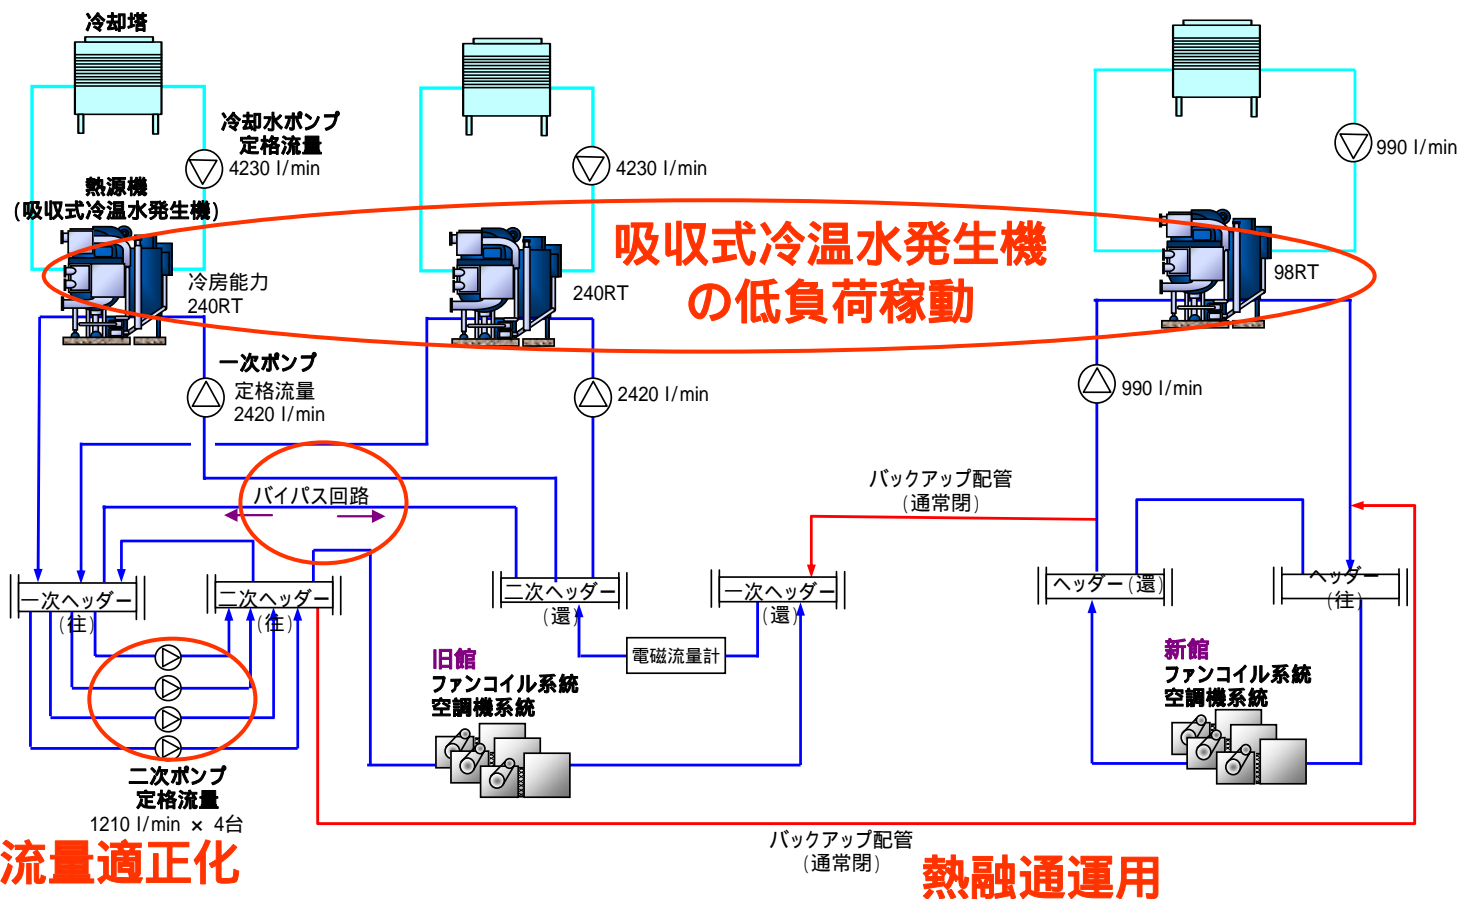 冷却塔
冷却水ポンプ
定格流量
4230 l/min
4230 l/min
990 l/min
熱源機
(吸収式冷温水発生機)
吸収式冷温水発生機
の低負荷稼動
冷房能力
240RT
240RT
98RT
一次ポンプ
定格流量
2420 l/min
2420 l/min
990 l/min
バイパス回路
バックアップ配管
(通常閉)
一次ヘッダー
(往)
二次ヘッダー
(往)
二次ヘッダー
(還)
一次ヘッダー
(還)
ヘッダー(還)
ヘッダー
(往)
電磁流量計
旧館
ファンコイル系統
空調機系統
新館
ファンコイル系統
空調機系統
二次ポンプ
定格流量
1210 l/min × 4台
流量適正化
バックアップ配管
(通常閉)
熱融通運用